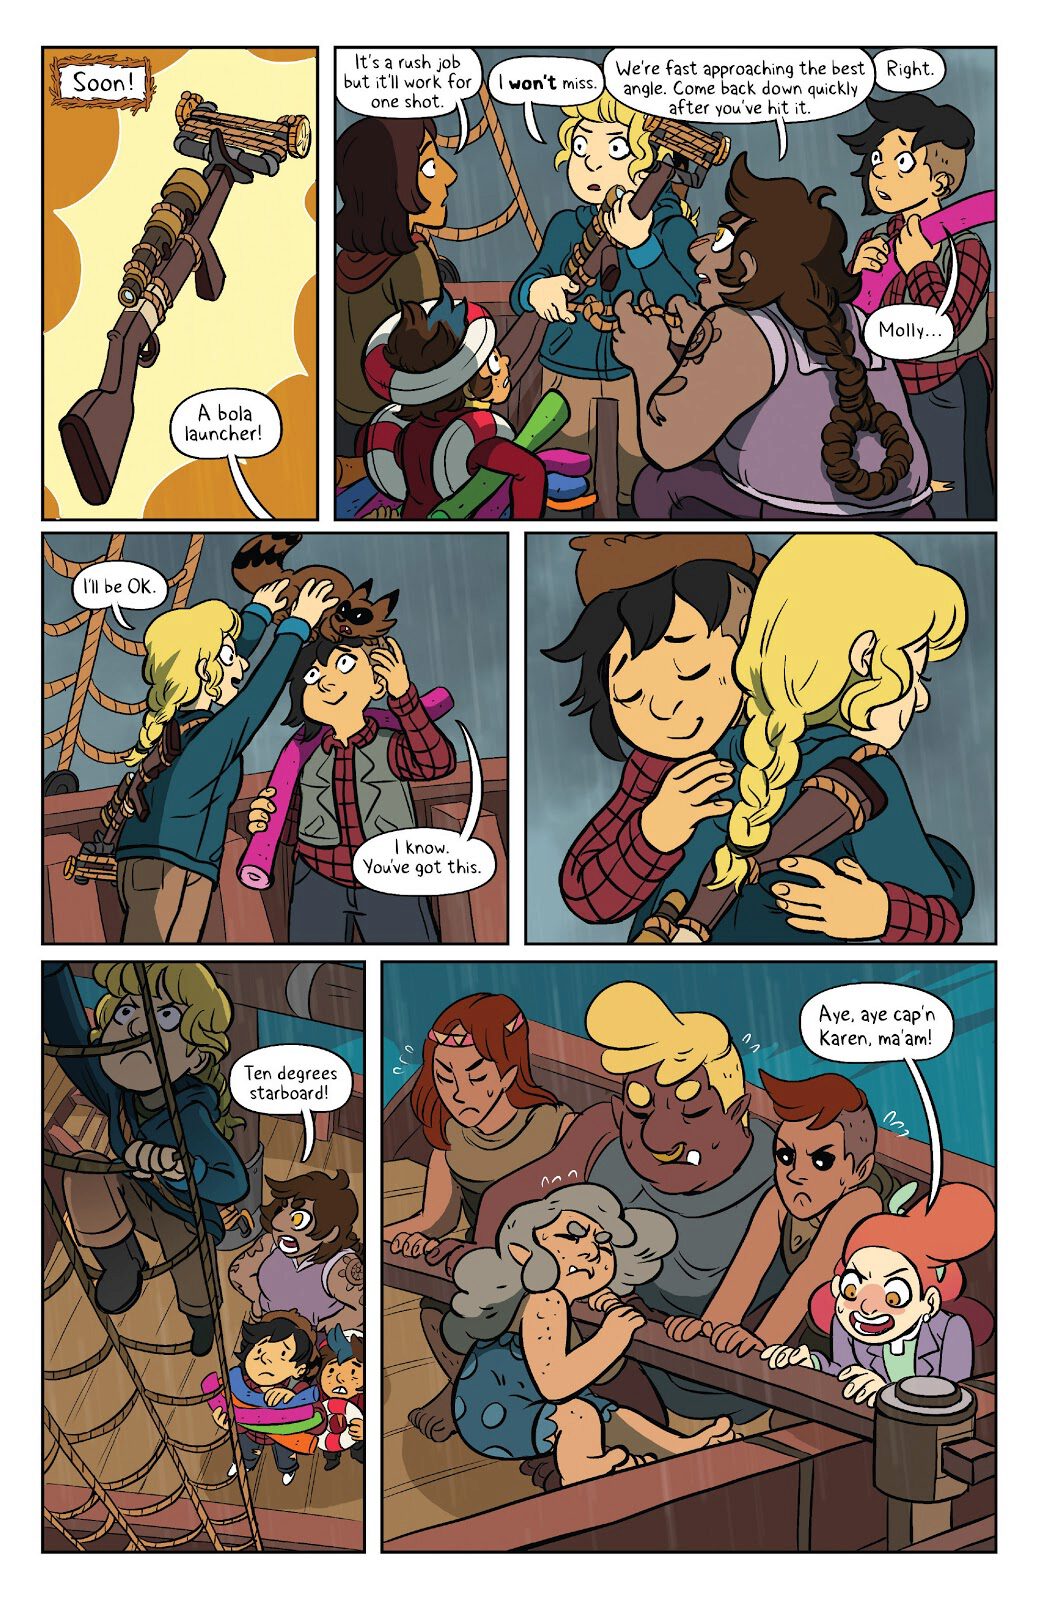 Soon!
A bola
launcher!
It's a rush job
but it'll work for
one shot.
I won't miss.
We're fast approaching the best
angle. Come back down quickly
after you've hit it.
Right.
Molly...
I'll be OK.
I know.
You've got this.
Ten degrees
starboard!
Aye, aye cap'n
Karen, ma'am!